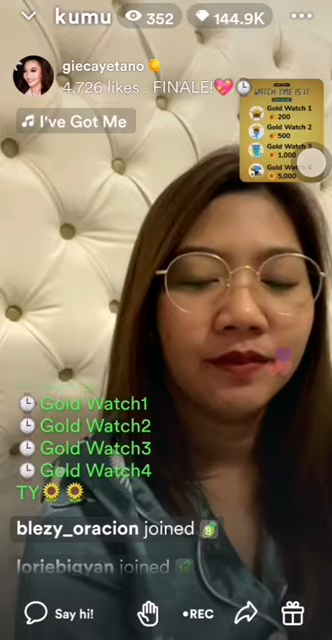 kumu 352 144.9K
giecayetano
4,726 likes · FINALE!
WATCH TIME IS IT
I've Got Me
Gold Watch 1
200
Gold Watch 2
500
Gold Watch 3
1,000
5,000
Gold Watch1
Gold Watch2
Gold Watch3
Gold Watch4
TY
blezy_oracion joined 8
loriebigyan joined
Say hi! •REC